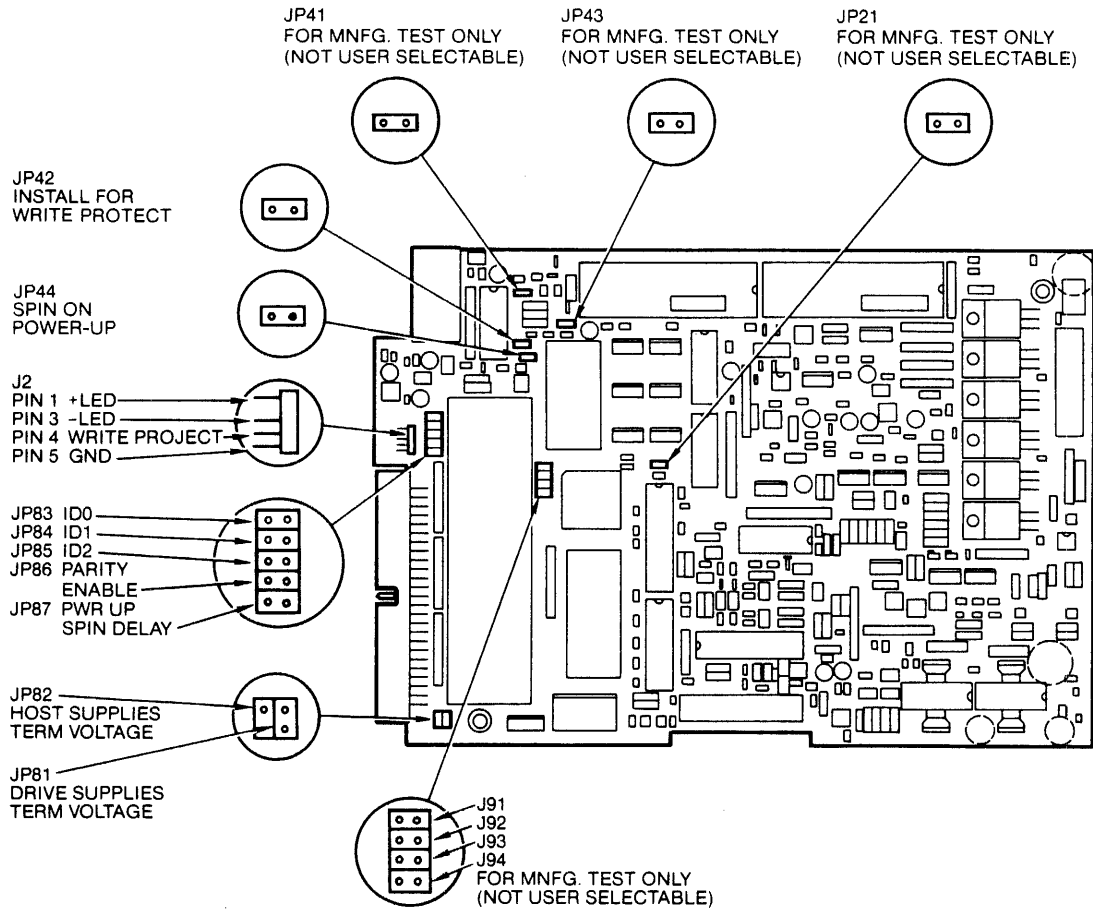 JP41
FOR MNFG. TEST ONLY
(NOT USER SELECTABLE)
JP43
FOR MNFG. TEST ONLY
(NOT USER SELECTABLE)
JP21
FOR MNFG. TEST ONLY
(NOT USER SELECTABLE)
JP42
INSTALL FOR
WRITE PROTECT
JP44
SPIN ON
POWER-UP
J2
PIN 1 +LED
PIN 3 -LED
PIN 4 WRITE PROJECT
PIN 5 GND
JP83 ID0
JP84 ID1
JP85 ID2
JP86 PARITY
ENABLE
JP87 PWR UP
SPIN DELAY
JP82
HOST SUPPLIES
TERM VOLTAGE
JP81
DRIVE SUPPLIES
TERM VOLTAGE
J91
J92
J93
J94
FOR MNFG. TEST ONLY
(NOT USER SELECTABLE)